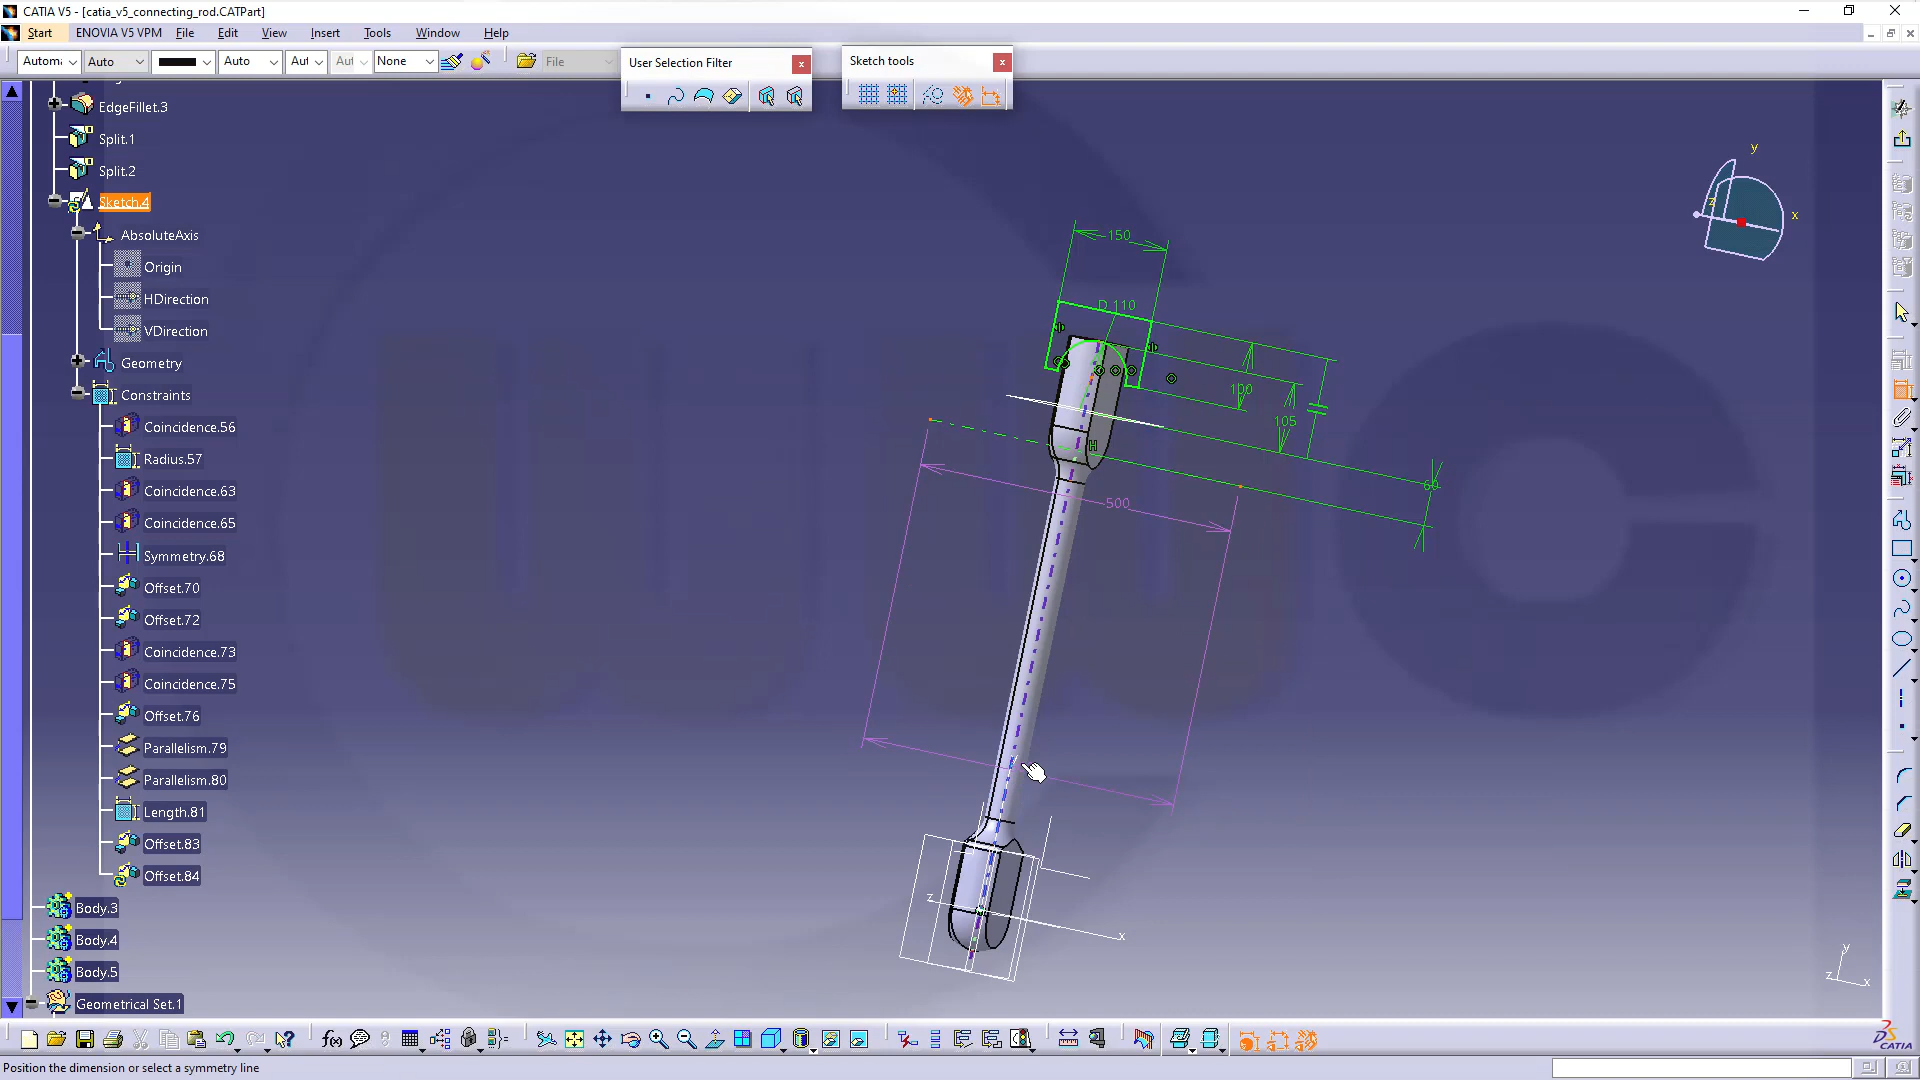 CATIA V5 - [catia_v5_connecting_rod.CATPart]
Start ENOVIA V5 VPM File Edit View Insert Tools Window Help
Automa Auto Auto Aut Aut None File
User Selection Filter
Sketch tools
EdgeFillet.3
Split.1
Split.2
Sketch.4
AbsoluteAxis
Origin
HDirection
VDirection
Geometry
Constraints
Coincidence.56
Radius.57
Coincidence.63
Coincidence.65
Symmetry.68
Offset.70
Offset.72
Coincidence.73
Coincidence.75
Offset.76
Parallelism.79
Parallelism.80
Length.81
Offset.83
Offset.84
Body.3
Body.4
Body.5
Geometrical Set.1
150
D 110
100
105
H
60
500
z
x
y
z
x
y
z
x
CATIA
Position the dimension or select a symmetry line